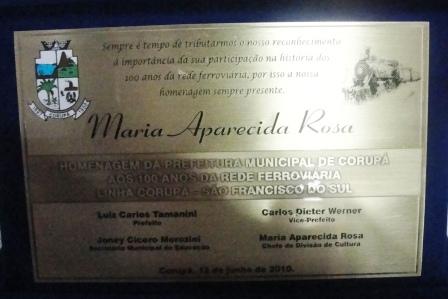 Sempre é tempo de tributarmos o nosso reconhecimento
à importância da sua participação na história dos
100 anos da rede ferroviária, por isso a nossa
homenagem sempre presente.
Maria Aparecida Rosa
HOMENAGEM DA PREFEITURA MUNICIPAL DE CORUPÁ
AOS 100 ANOS DA REDE FERROVIÁRIA
LINHA CORUPÁ - SÃO FRANCISCO DO SUL
Luiz Carlos Tamanini
Prefeito
Carlos Dieter Werner
Vice-Prefeito
Joney Cicero Morozini
Secretário Municipal de Educação
Maria Aparecida Rosa
Chefe da Divisão de Cultura
Corupá, 12 de junho de 2010.